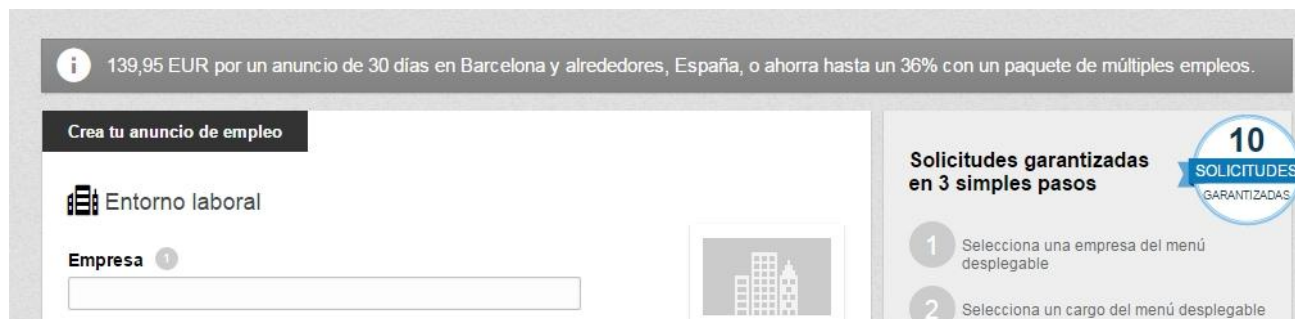 139,95 EUR por un anuncio de 30 días en Barcelona y alrededores, España, o ahorra hasta un 36% con un paquete de múltiples empleos.
Crea tu anuncio de empleo
Entorno laboral
Empresa 1
Solicitudes garantizadas
en 3 simples pasos
10
SOLICITUDES
GARANTIZADAS
1 Selecciona una empresa del menú
desplegable
2 Selecciona un cargo del menú desplegable